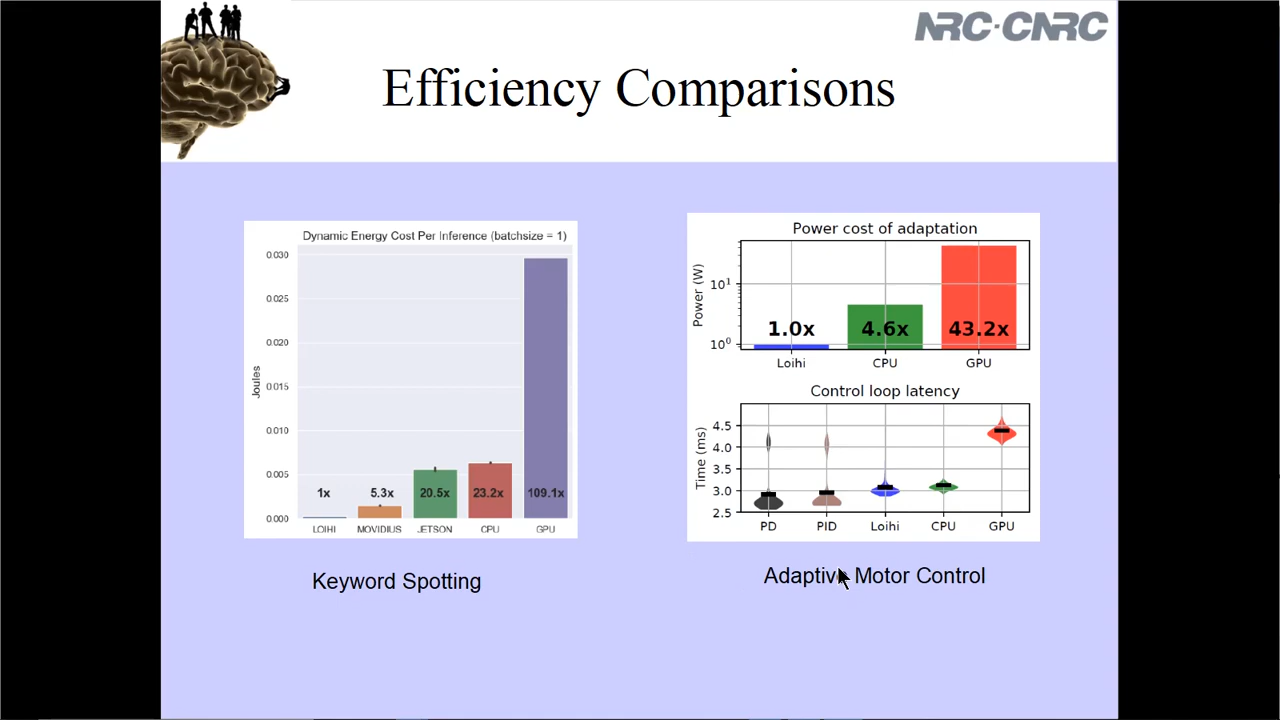 NRC·CNRC
Efficiency Comparisons
Dynamic Energy Cost Per Inference (batchsize = 1)
0.030
0.025
0.020
0.015
0.010
0.005
0.000
Joules
1x 5.3x 20.5x 23.2x 109.1x
LOIHI MOVIDIUS JETSON CPU GPU
Keyword Spotting
Power cost of adaptation
Power (W)
10¹
10⁰
1.0x 4.6x 43.2x
Loihi CPU GPU
Control loop latency
Time (ms)
4.5
4.0
3.5
3.0
2.5
PD PID Loihi CPU GPU
Adaptive Motor Control